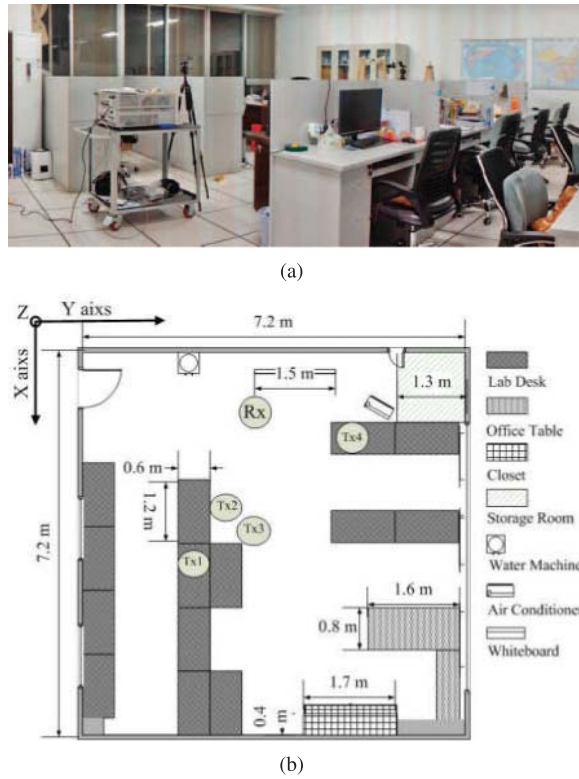 (a)
Z
Y aixs
X aixs
7.2 m
7.2 m
1.5 m
1.3 m
Rx
Tx4
0.6 m
1.2 m
Tx2
Tx3
Tx1
1.6 m
0.8 m
1.7 m
0.4
m
Lab Desk
Office Table
Closet
Storage Room
Water Machine
Air Conditioner
Whiteboard
(b)